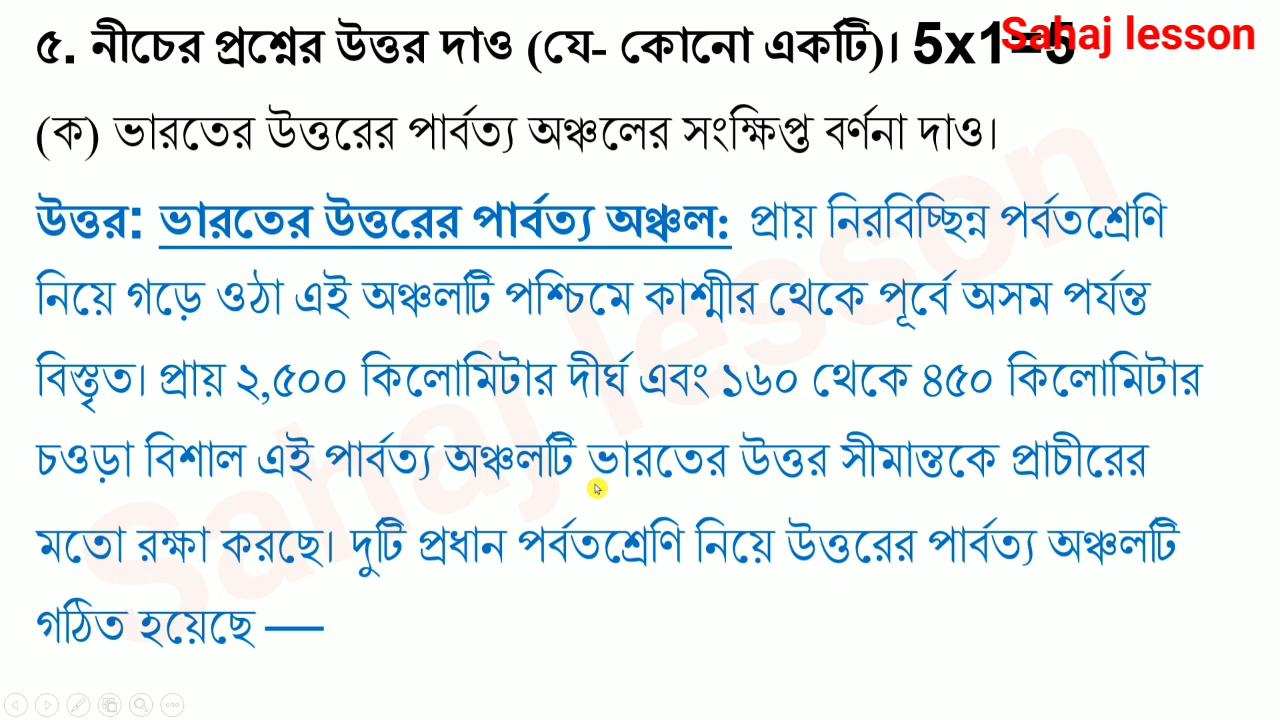 ৫. নীচের প্রশ্নের উত্তর দাও (যে- কোনো একটি)। 5x1=5
Sahaj lesson
(ক) ভারতের উত্তরের পার্বত্য অঞ্চলের সংক্ষিপ্ত বর্ণনা দাও।
উত্তর: ভারতের উত্তরের পার্বত্য অঞ্চল: প্রায় নিরবিচ্ছিন্ন পর্বতশ্রেণি
নিয়ে গড়ে ওঠা এই অঞ্চলটি পশ্চিমে কাশ্মীর থেকে পূর্বে অসম পর্যন্ত
বিস্তৃত। প্রায় ২,৫০০ কিলোমিটার দীর্ঘ এবং ১৬০ থেকে ৪৫০ কিলোমিটার
চওড়া বিশাল এই পার্বত্য অঞ্চলটি ভারতের উত্তর সীমান্তকে প্রাচীরের
মতো রক্ষা করছে। দুটি প্রধান পর্বতশ্রেণি নিয়ে উত্তরের পার্বত্য অঞ্চলটি
গঠিত হয়েছে —
Sahaj lesson